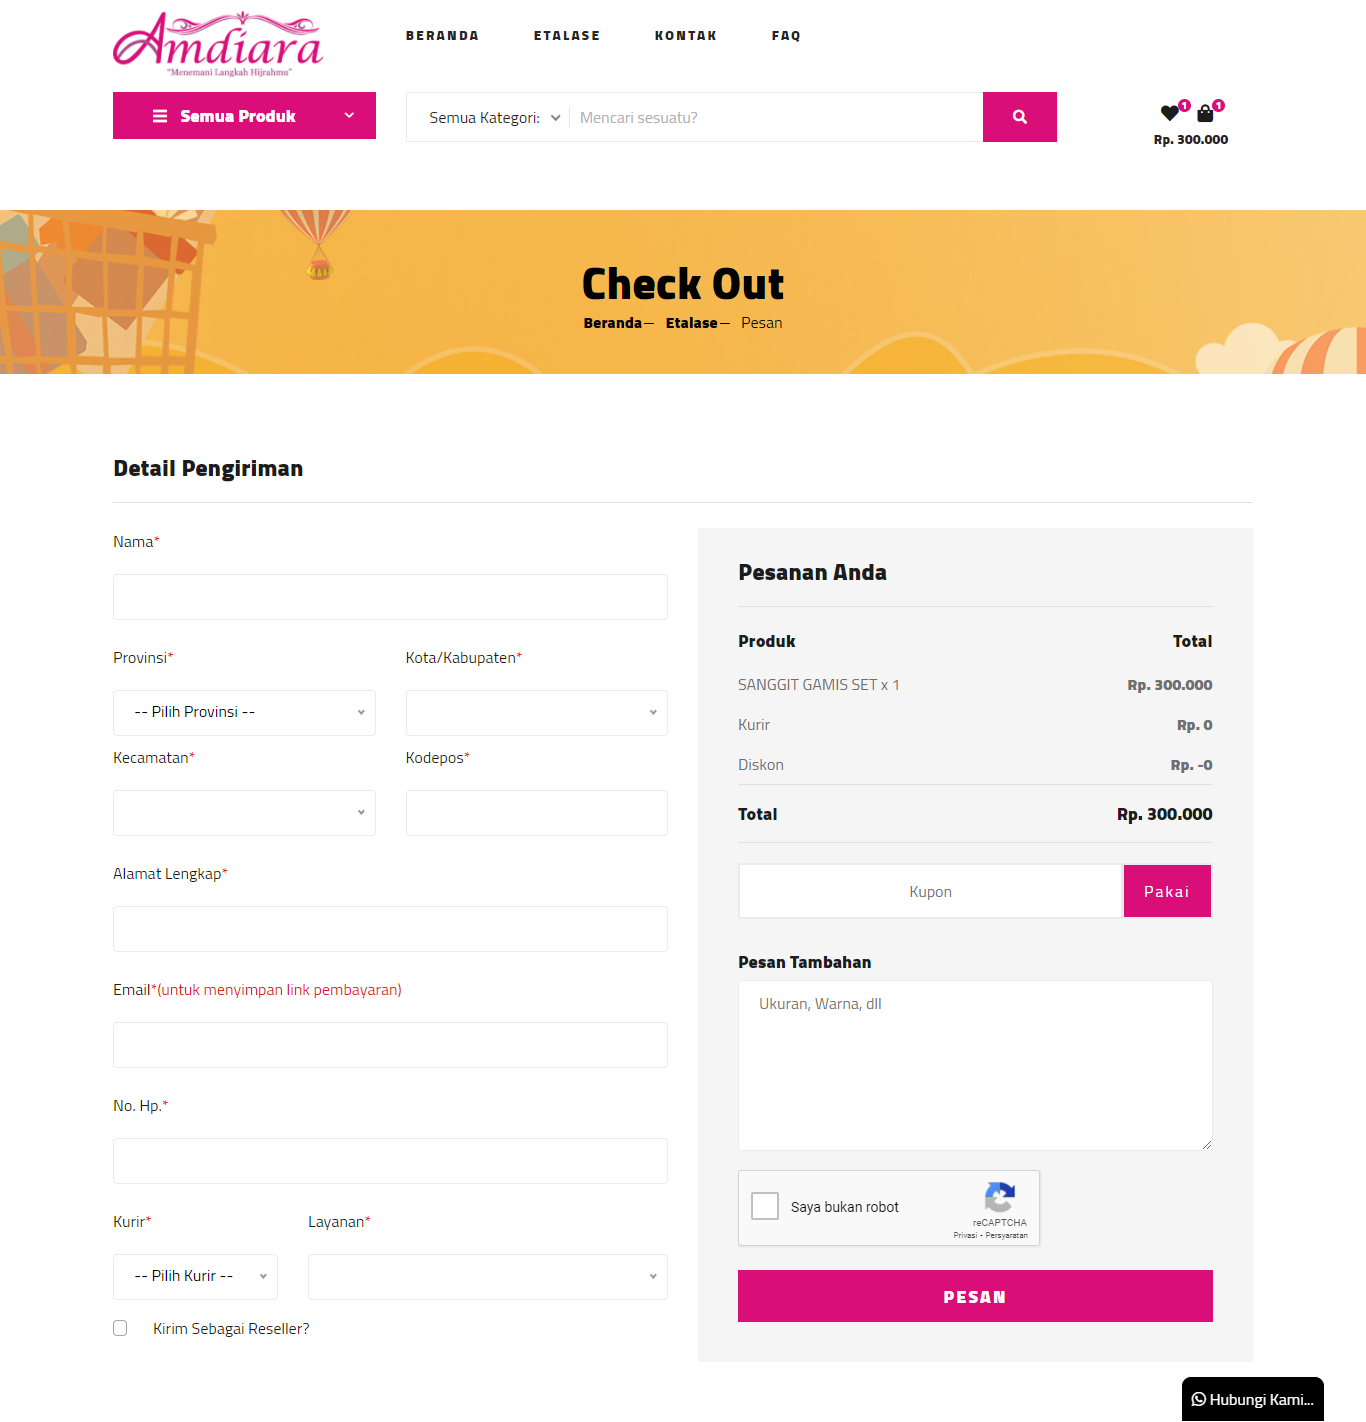 Amdiara
"Menemani Langkah Hijrahmu"
BERANDA ETALASE KONTAK FAQ
Semua Produk
Semua Kategori: Mencari sesuatu?
1 1
Rp. 300.000
Check Out
Beranda— Etalase— Pesan
Detail Pengiriman
Nama*
Provinsi* Kota/Kabupaten*
-- Pilih Provinsi --
Kecamatan* Kodepos*
Alamat Lengkap*
Email*(untuk menyimpan link pembayaran)
No. Hp.*
Kurir* Layanan*
-- Pilih Kurir --
Kirim Sebagai Reseller?
Pesanan Anda
Produk Total
SANGGIT GAMIS SET x 1 Rp. 300.000
Kurir Rp. 0
Diskon Rp. -0
Total Rp. 300.000
Kupon Pakai
Pesan Tambahan
Ukuran, Warna, dll
Saya bukan robot
reCAPTCHA
Privasi - Persyaratan
PESAN
Hubungi Kami...